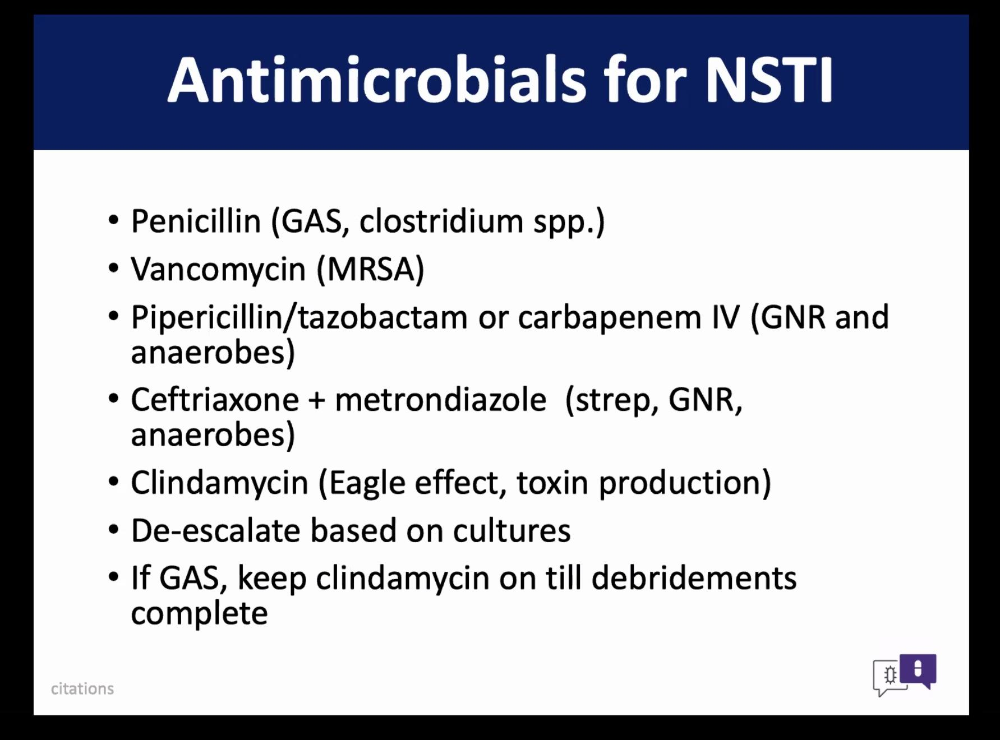 Antimicrobials for NSTI
• Penicillin (GAS, clostridium spp.)
• Vancomycin (MRSA)
• Pipericillin/tazobactam or carbapenem IV (GNR and
anaerobes)
• Ceftriaxone + metrondiazole  (strep, GNR,
anaerobes)
• Clindamycin (Eagle effect, toxin production)
• De-escalate based on cultures
• If GAS, keep clindamycin on till debridements
complete
citations